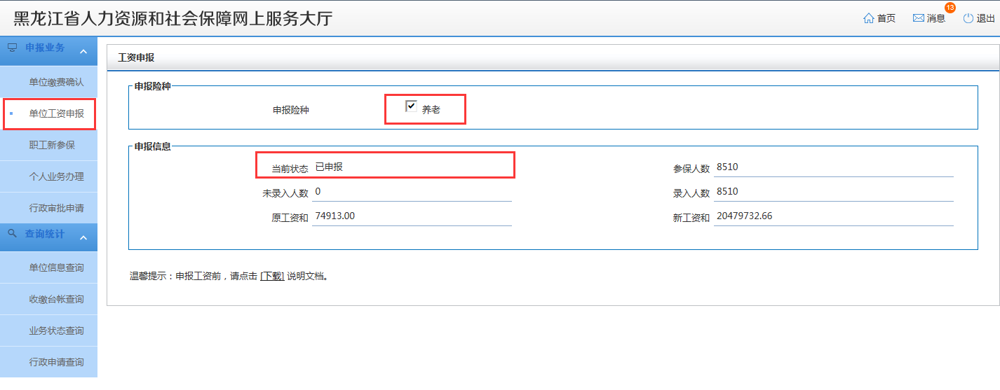 黑龙江省人力资源和社会保障网上服务大厅
首页 消息 13 退出
申报业务
单位缴费确认
单位工资申报
职工新参保
个人业务办理
行政审批申请
查询统计
单位信息查询
收缴台帐查询
业务状态查询
行政申请查询
工资申报
申报险种
申报险种 养老
申报信息
当前状态 已申报 参保人数 8510
未录入人数 0 录入人数 8510
原工资和 74913.00 新工资和 20479732.66
温馨提示：申报工资前，请点击 [下载] 说明文档。